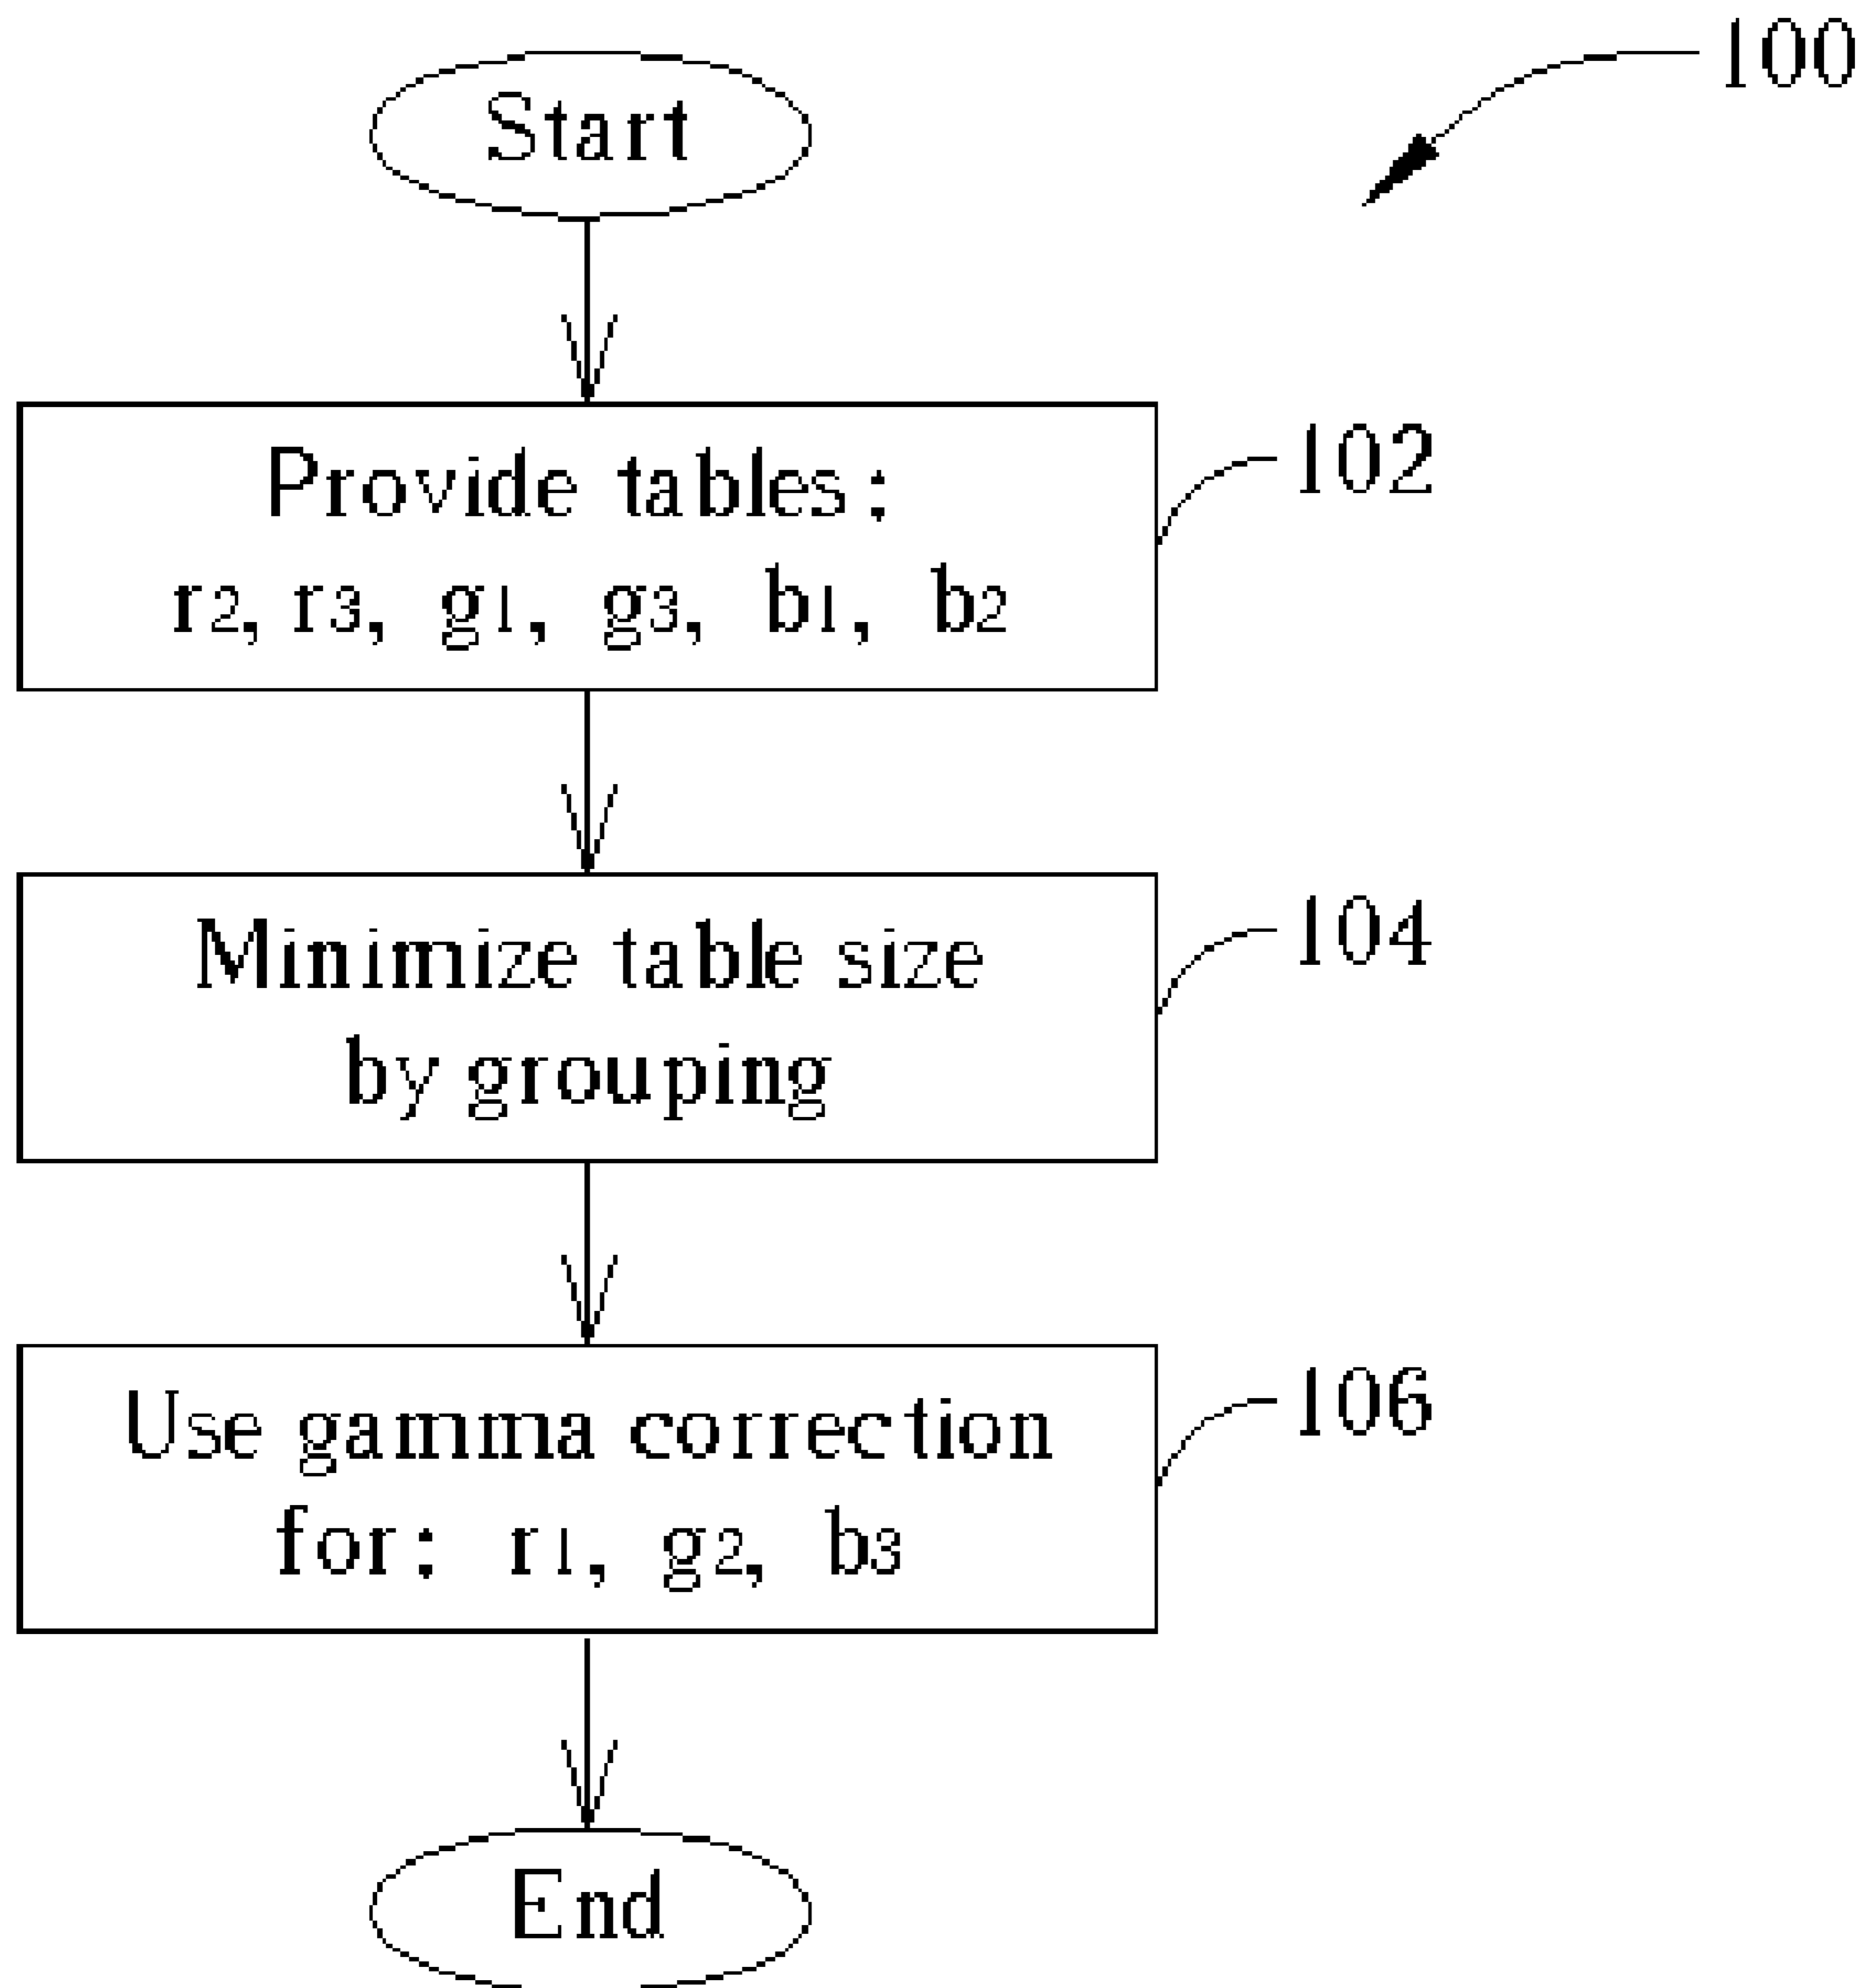 100
Start
Provide tables:
r2, r3, g1, g3, b1, b2
102
Minimize table size
by grouping
104
Use gamma correction
for: r1, g2, b3
106
End